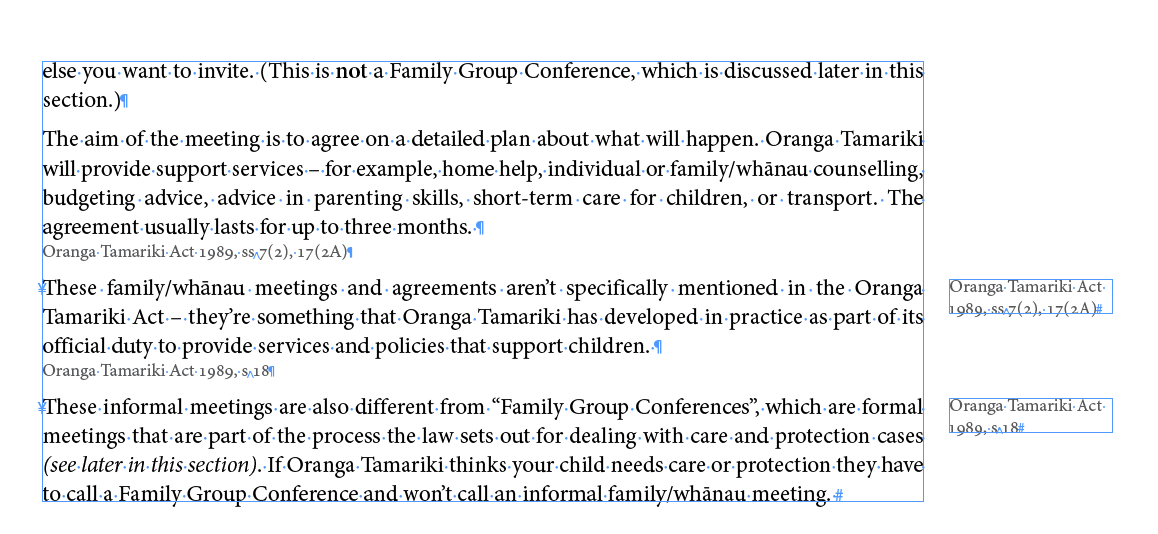 else you want to invite. (This is not a Family Group Conference, which is discussed later in this
section.)
The aim of the meeting is to agree on a detailed plan about what will happen. Oranga Tamariki
will provide support services – for example, home help, individual or family/whānau counselling,
budgeting advice, advice in parenting skills, short-term care for children, or transport. The
agreement usually lasts for up to three months.
Oranga Tamariki Act 1989, ss 7(2), 17(2A)
These family/whānau meetings and agreements aren’t specifically mentioned in the Oranga
Tamariki Act – they’re something that Oranga Tamariki has developed in practice as part of its
official duty to provide services and policies that support children.
Oranga Tamariki Act 1989, s 18
These informal meetings are also different from “Family Group Conferences”, which are formal
meetings that are part of the process the law sets out for dealing with care and protection cases
(see later in this section). If Oranga Tamariki thinks your child needs care or protection they have
to call a Family Group Conference and won’t call an informal family/whānau meeting.
Oranga Tamariki Act
1989, ss 7(2), 17(2A)
Oranga Tamariki Act
1989, s 18